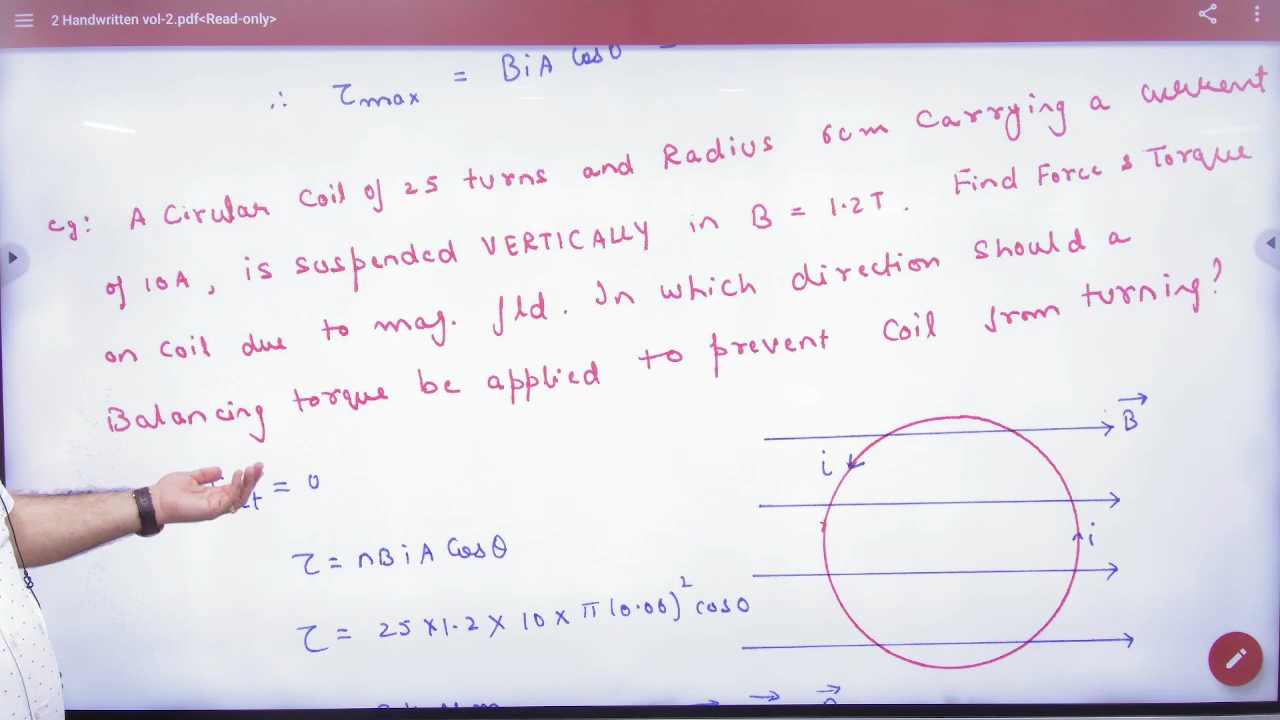 2 Handwritten vol-2.pdf<Read-only>
∴ τmax = BiA Cos0
eg: A Cirular Coil of 25 turns and Radius 6cm Carrying a current
of 10A, is suspended VERTICALLY in B = 1.2T. Find Force & Torque
on coil due to mag. fld. In which direction should a
Balancing torque be applied to prevent coil from turning?
= 0
τ = nBiA Cosθ
τ = 25 × 1.2 × 10 × π (0.06)² cos0
B
i
i